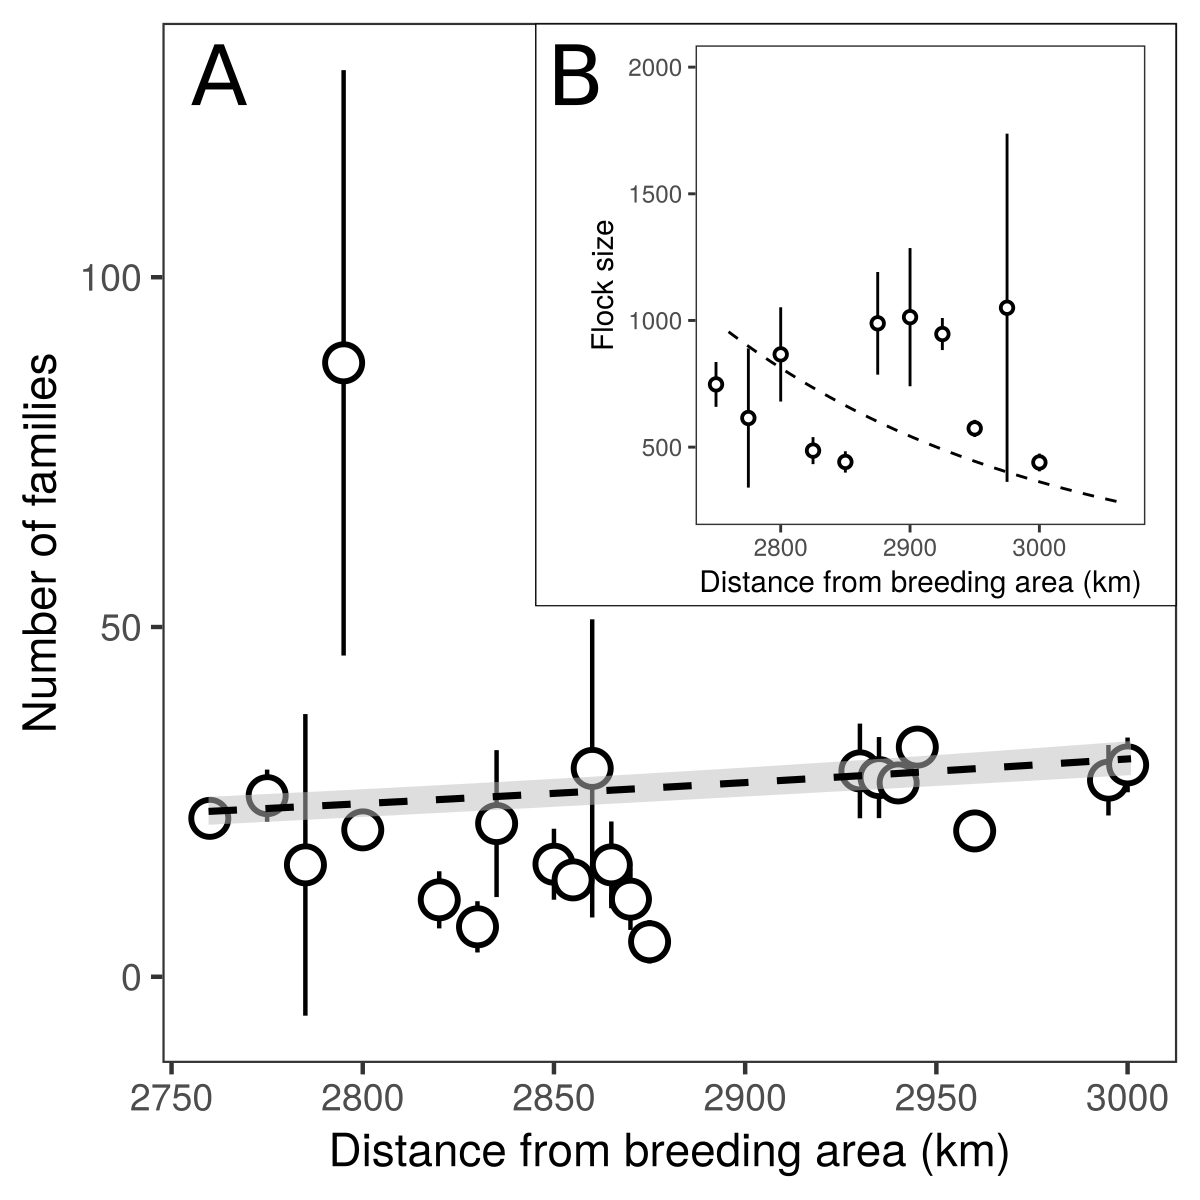 A
B
2000
1500
1000
500
Flock size
2800 2900 3000
Distance from breeding area (km)
100
50
0
Number of families
2750 2800 2850 2900 2950 3000
Distance from breeding area (km)